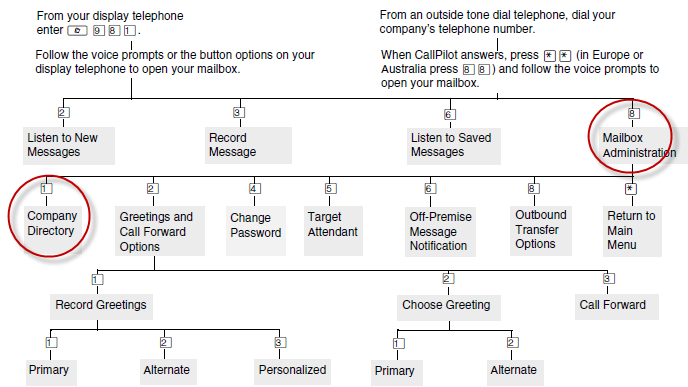 From your display telephone
enter 9 8 1.
Follow the voice prompts or the button options on your
display telephone to open your mailbox.
From an outside tone dial telephone, dial your
company's telephone number.
When CallPilot answers, press * * (in Europe or
Australia press 8 8) and follow the voice prompts to
open your mailbox.
2
3
6
8
Listen to New
Messages
Record
Message
Listen to Saved
Messages
Mailbox
Administration
1
2
4
5
6
8
*
Company
Directory
Greetings and
Call Forward
Options
Change
Password
Target
Attendant
Off-Premise
Message
Notification
Outbound
Transfer
Options
Return to
Main
Menu
1
2
3
Record Greetings
Choose Greeting
Call Forward
1
2
3
1
2
Primary
Alternate
Personalized
Primary
Alternate